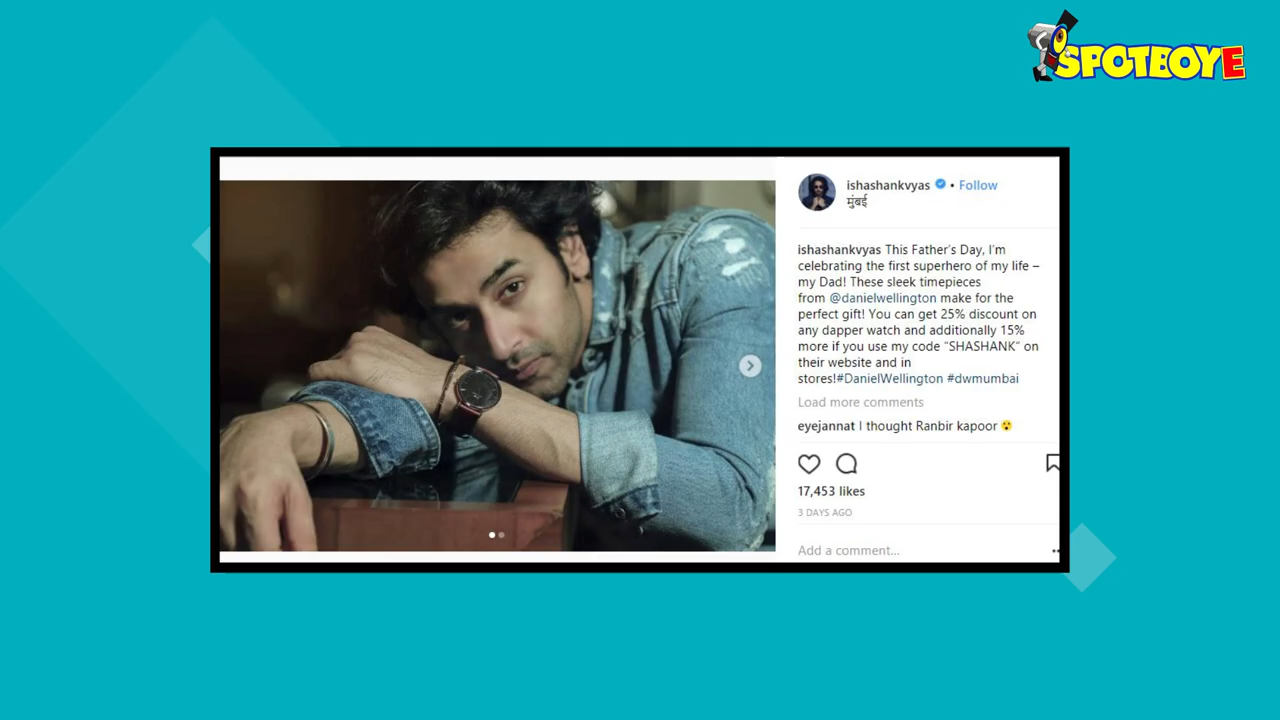 SPOTBOYE
ishashankvyas • Follow
मुंबई
ishashankvyas This Father's Day, I'm
celebrating the first superhero of my life –
my Dad! These sleek timepieces
from @danielwellington make for the
perfect gift! You can get 25% discount on
any dapper watch and additionally 15%
more if you use my code "SHASHANK" on
their website and in
stores!#DanielWellington #dwmumbai
Load more comments
eyejannat I thought Ranbir kapoor 😮
17,453 likes
3 DAYS AGO
Add a comment...